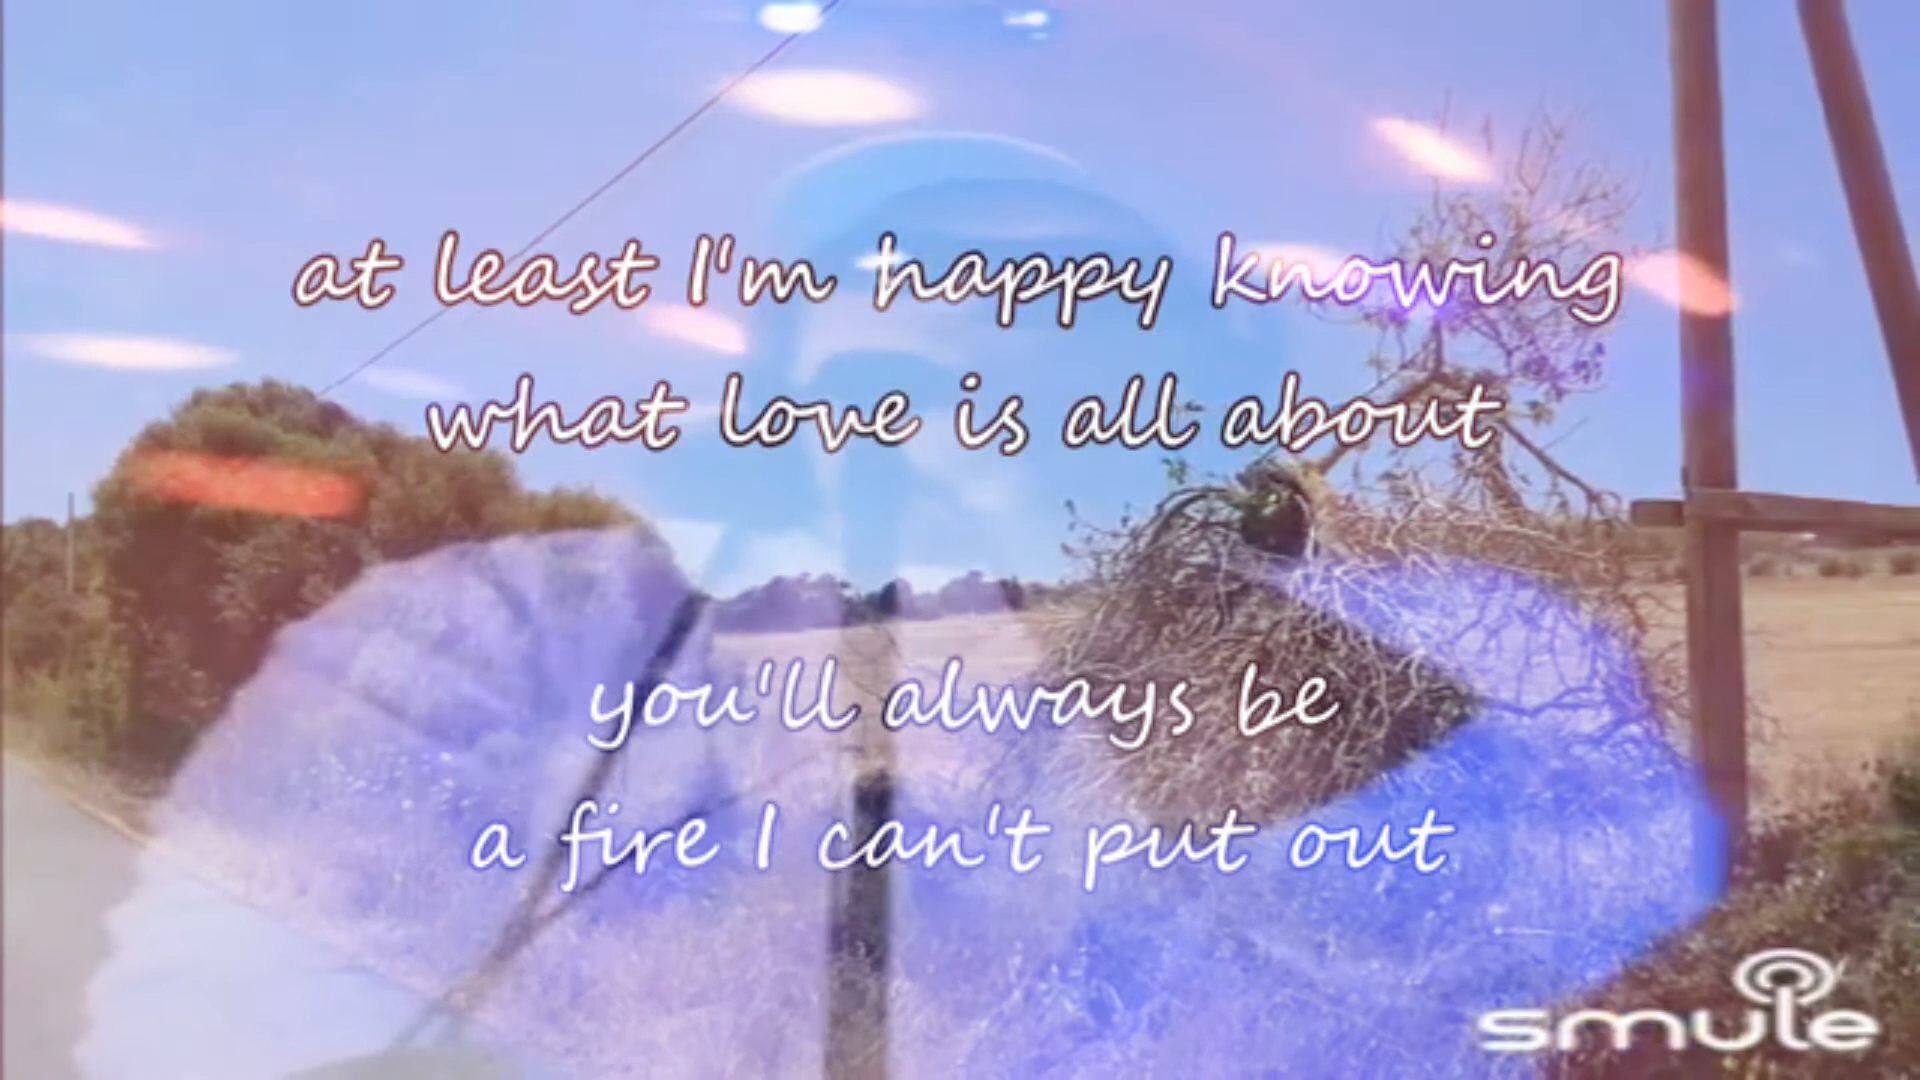 at least I'm happy knowing
what love is all about
you'll always be
a fire I can't put out
smule